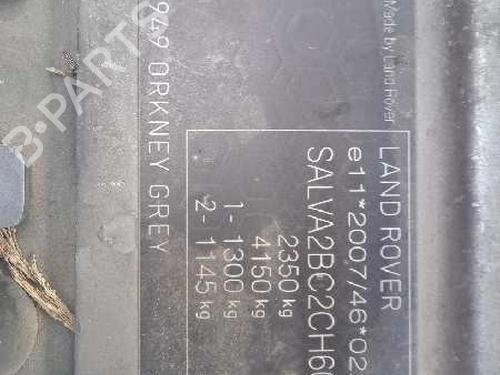 Made by Land Rover
LAND ROVER
e11*2007/46*02
SALVA2BC2CH6
2350 kg
4150 kg
1- 1300 kg
2- 1145 kg
949 ORKNEY GREY
B-PARTS